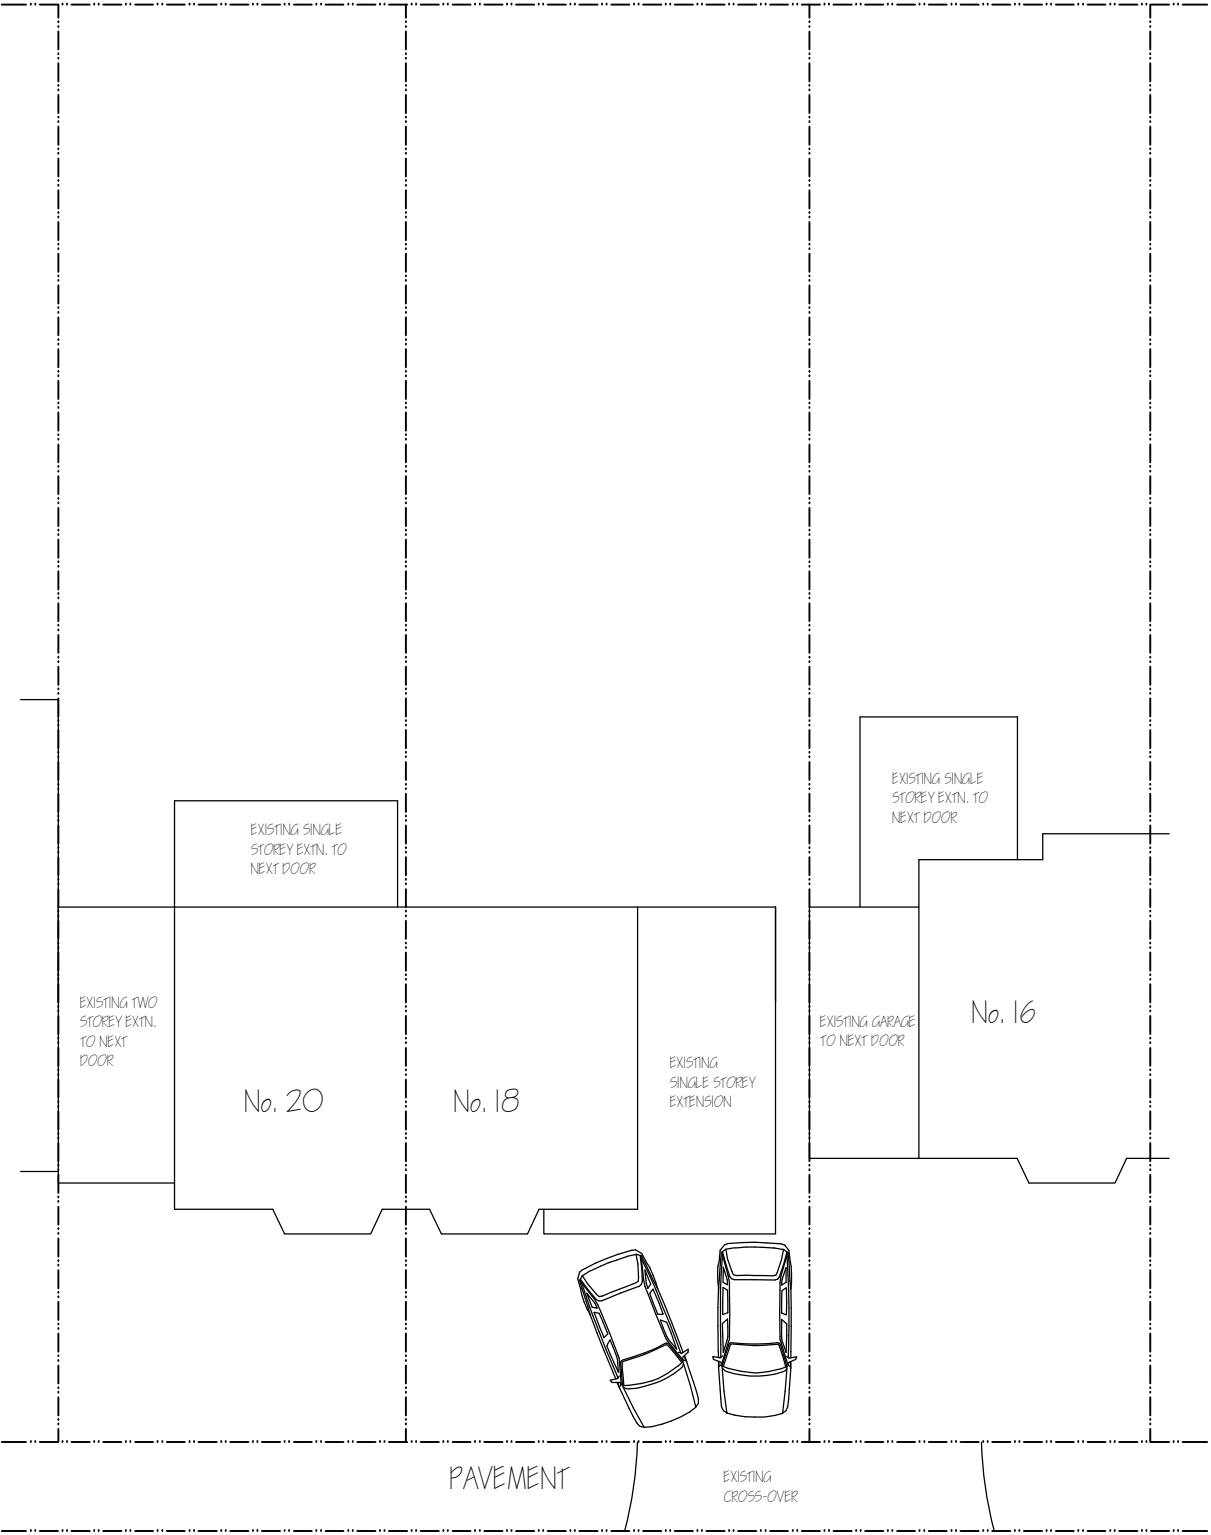 EXISTING SINGLE
STOREY EXTN. TO
NEXT DOOR
EXISTING SINGLE
STOREY EXTN. TO
NEXT DOOR
EXISTING TWO
STOREY EXTN.
TO NEXT
DOOR
No. 20
No. 18
EXISTING
SINGLE STOREY
EXTENSION
EXISTING GARAGE
TO NEXT DOOR
No. 16
PAVEMENT
EXISTING
CROSS-OVER